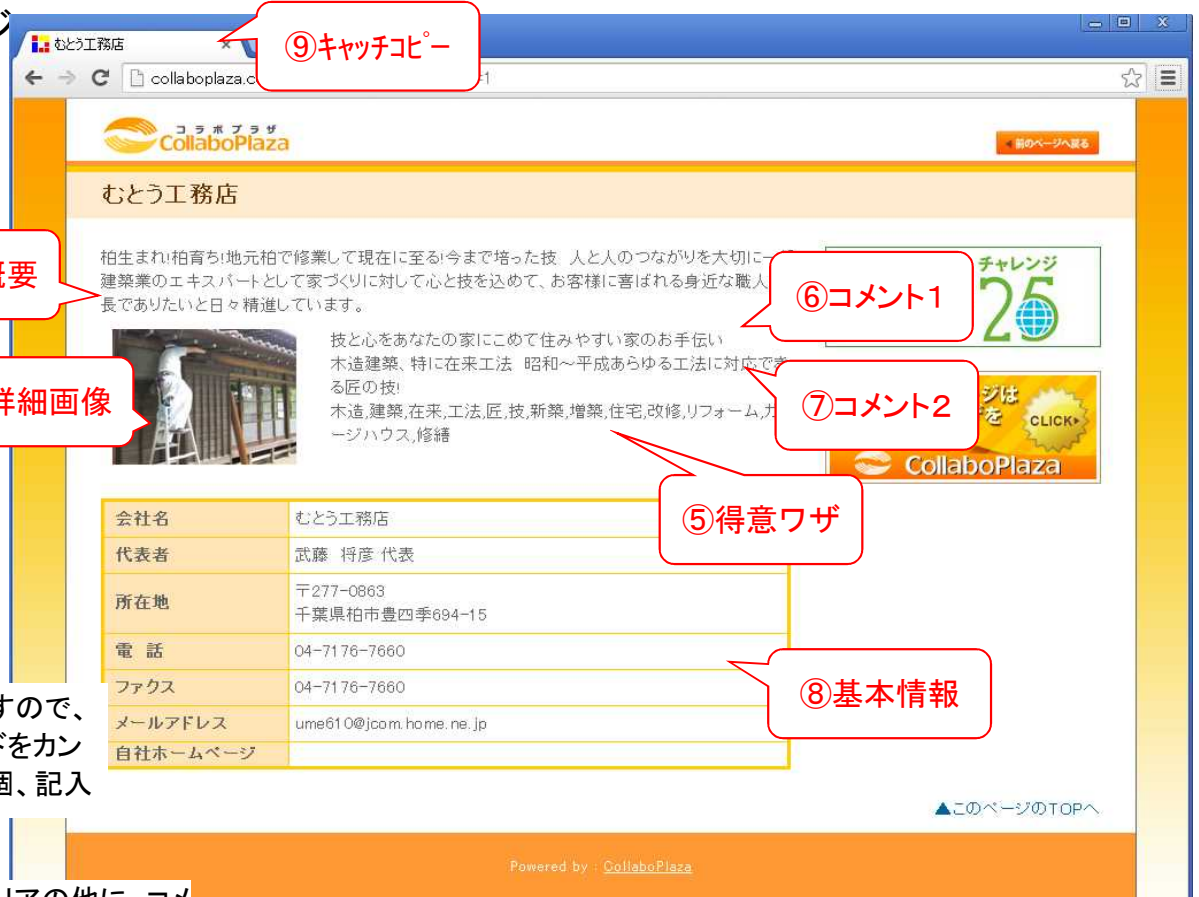 ジ
むとう工務店
⑨キャッチコピー
collaboplaza.c
=1
コラボプラザ
CollaboPlaza
前のページへ戻る
むとう工務店
概要
柏生まれ!柏育ち!地元柏で修業して現在に至る!今まで培った技 人と人のつながりを大切に一
建築業のエキスパートとして家づくりに対して心と技を込めて、お客様に喜ばれる身近な職人
長でありたいと日々精進しています。
チャレンジ
25
⑥コメント1
詳細画像
技と心をあなたの家にこめて住みやすい家のお手伝い
木造建築、特に在来工法 昭和～平成あらゆる工法に対応でき
る匠の技!
木造,建築,在来,工法,匠,技,新築,増築,住宅,改修,リフォーム,ガ
ージハウス,修繕
⑦コメント2
ジは
を
CLICK
CollaboPlaza
⑤得意ワザ
会社名 むとう工務店
代表者 武藤 将彦 代表
所在地 〒277-0863
千葉県柏市豊四季694-15
電 話 04-7176-7660
ファクス 04-7176-7660
メールアドレス ume610@jcom.home.ne.jp
自社ホームページ
⑧基本情報
すので、
ドをカン
個、記入
▲このページのTOPへ
Powered by : CollaboPlaza
リアの他に、コメ